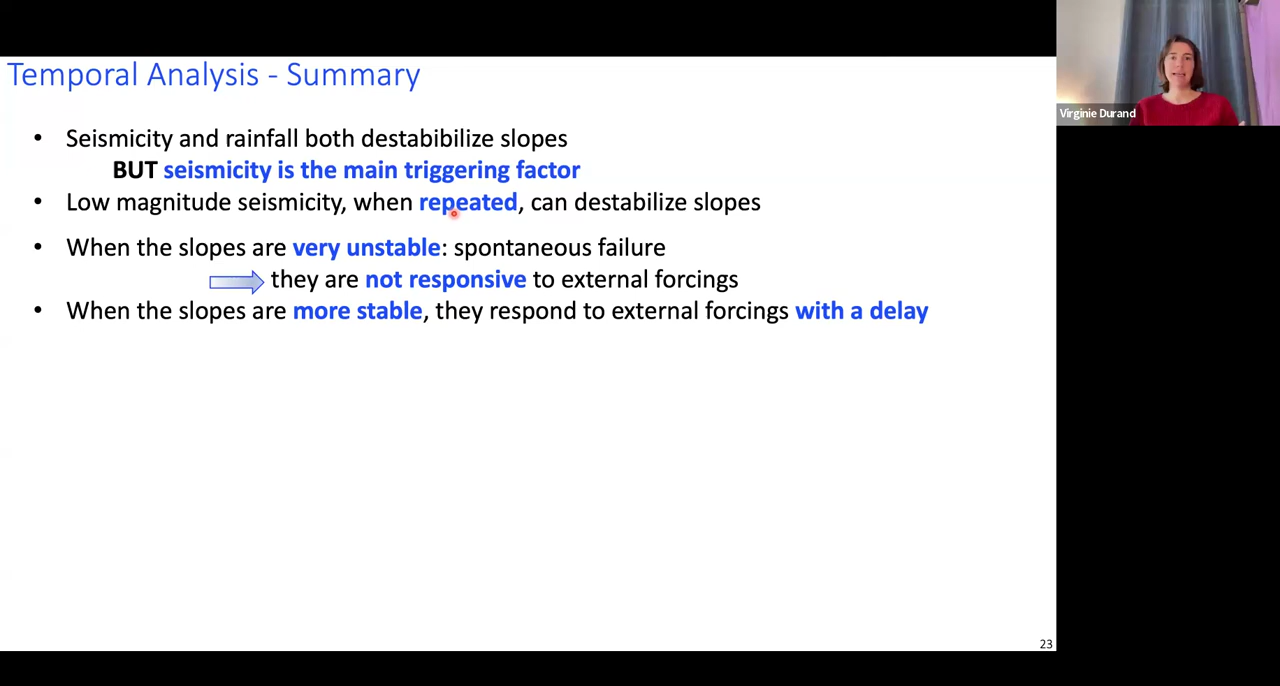 Temporal Analysis - Summary
• Seismicity and rainfall both destabibilize slopes
BUT seismicity is the main triggering factor
• Low magnitude seismicity, when repeated, can destabilize slopes
• When the slopes are very unstable: spontaneous failure
they are not responsive to external forcings
• When the slopes are more stable, they respond to external forcings with a delay
23
Virginie Durand